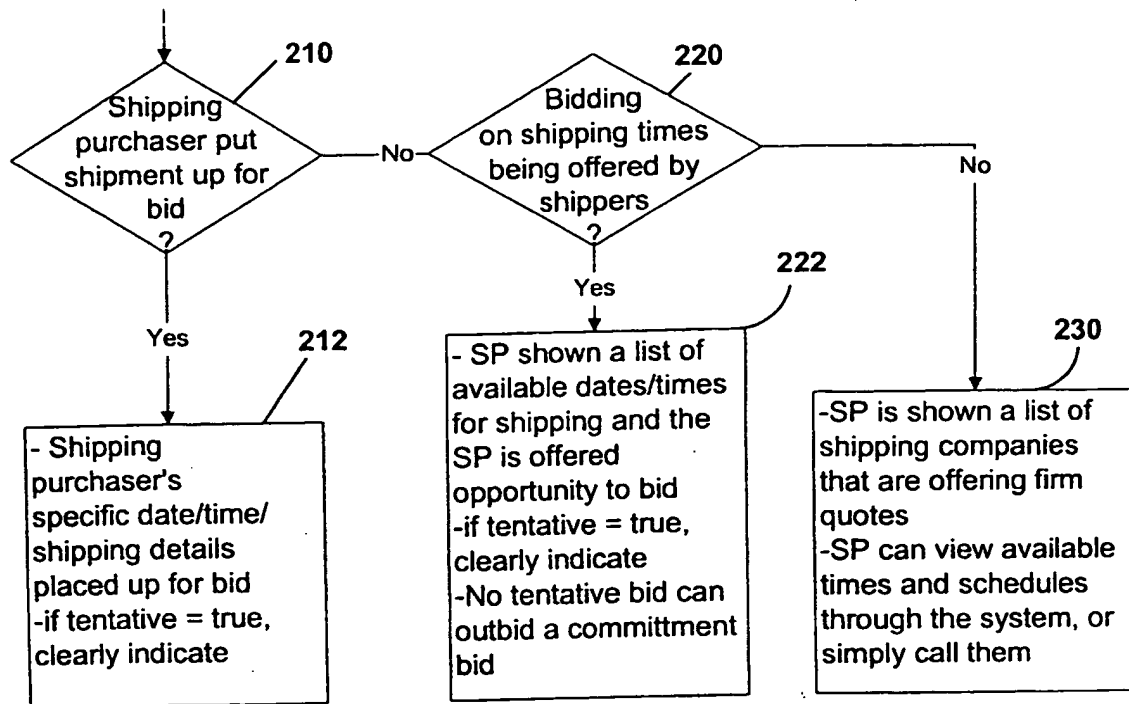 210
Shipping
purchaser put
shipment up for
bid
?
No
220
Bidding
on shipping times
being offered by
shippers
?
No
Yes
212
- Shipping
purchaser's
specific date/time/
shipping details
placed up for bid
-if tentative = true,
clearly indicate
Yes
222
- SP shown a list of
available dates/times
for shipping and the
SP is offered
opportunity to bid
-if tentative = true,
clearly indicate
-No tentative bid can
outbid a committment
bid
230
-SP is shown a list of
shipping companies
that are offering firm
quotes
-SP can view available
times and schedules
through the system, or
simply call them